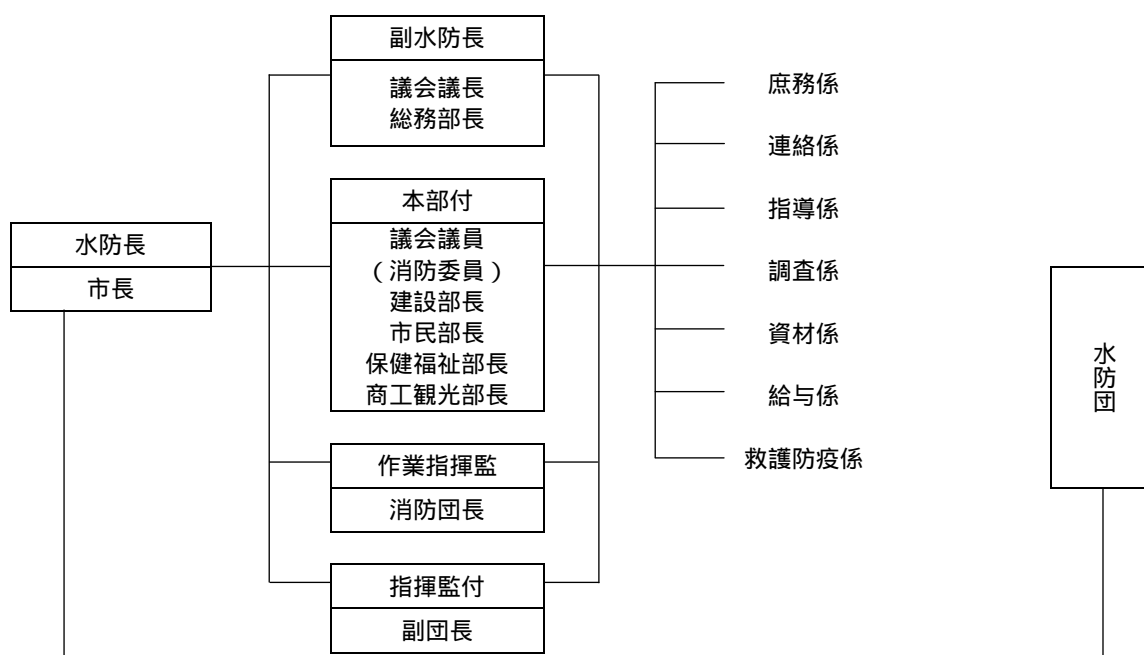 水防長
市長
副水防長
議会議長
総務部長
本部付
議会議員
（消防委員）
建設部長
市民部長
保健福祉部長
商工観光部長
作業指揮監
消防団長
指揮監付
副団長
庶務係
連絡係
指導係
調査係
資材係
給与係
救護防疫係
水防団